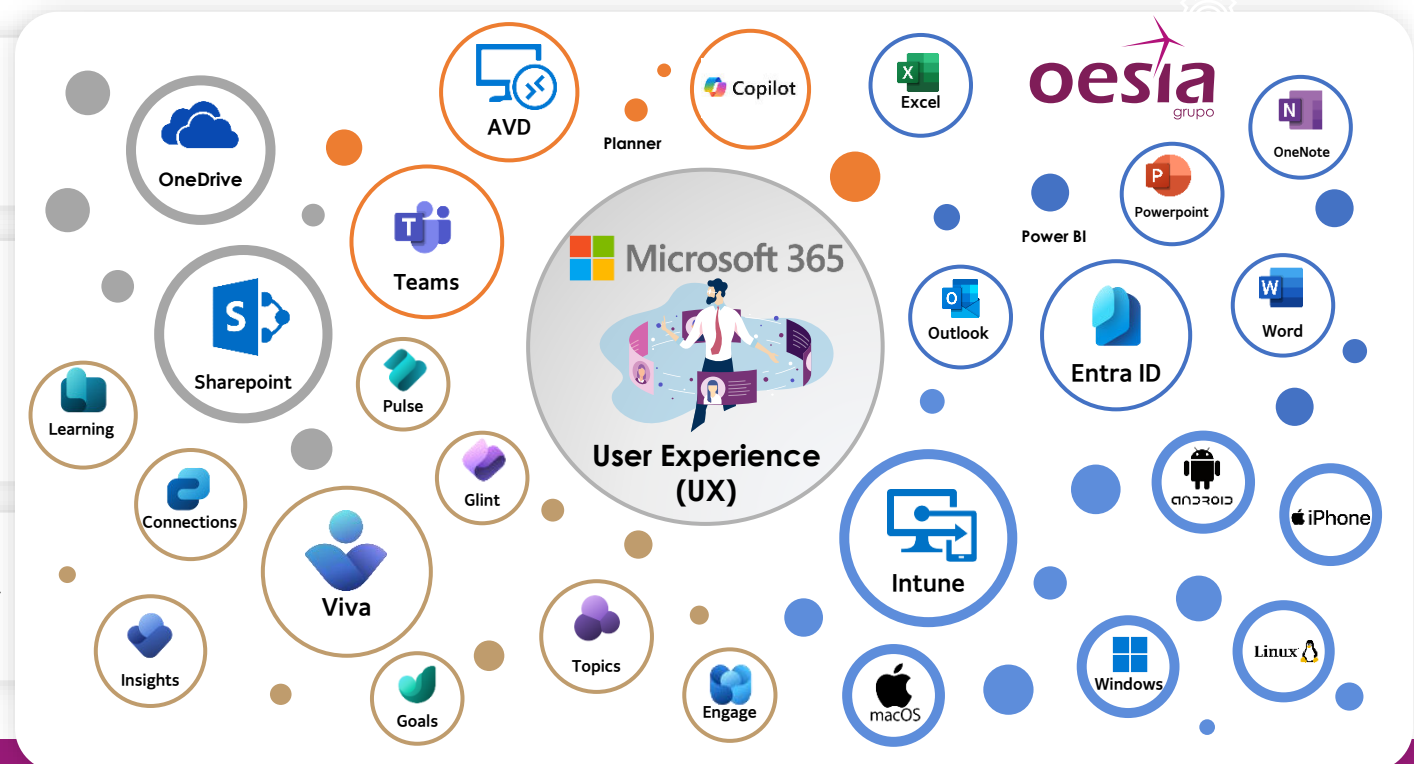 oesia
grupo
AVD
Copilot
Excel
Planner
OneDrive
OneNote
Powerpoint
Power BI
Teams
Microsoft 365
Outlook
Word
Sharepoint
Entra ID
Pulse
Learning
User Experience
(UX)
Glint
Connections
ANDROID
iPhone
Intune
Viva
Insights
Topics
Goals
Engage
macOS
Windows
Linux